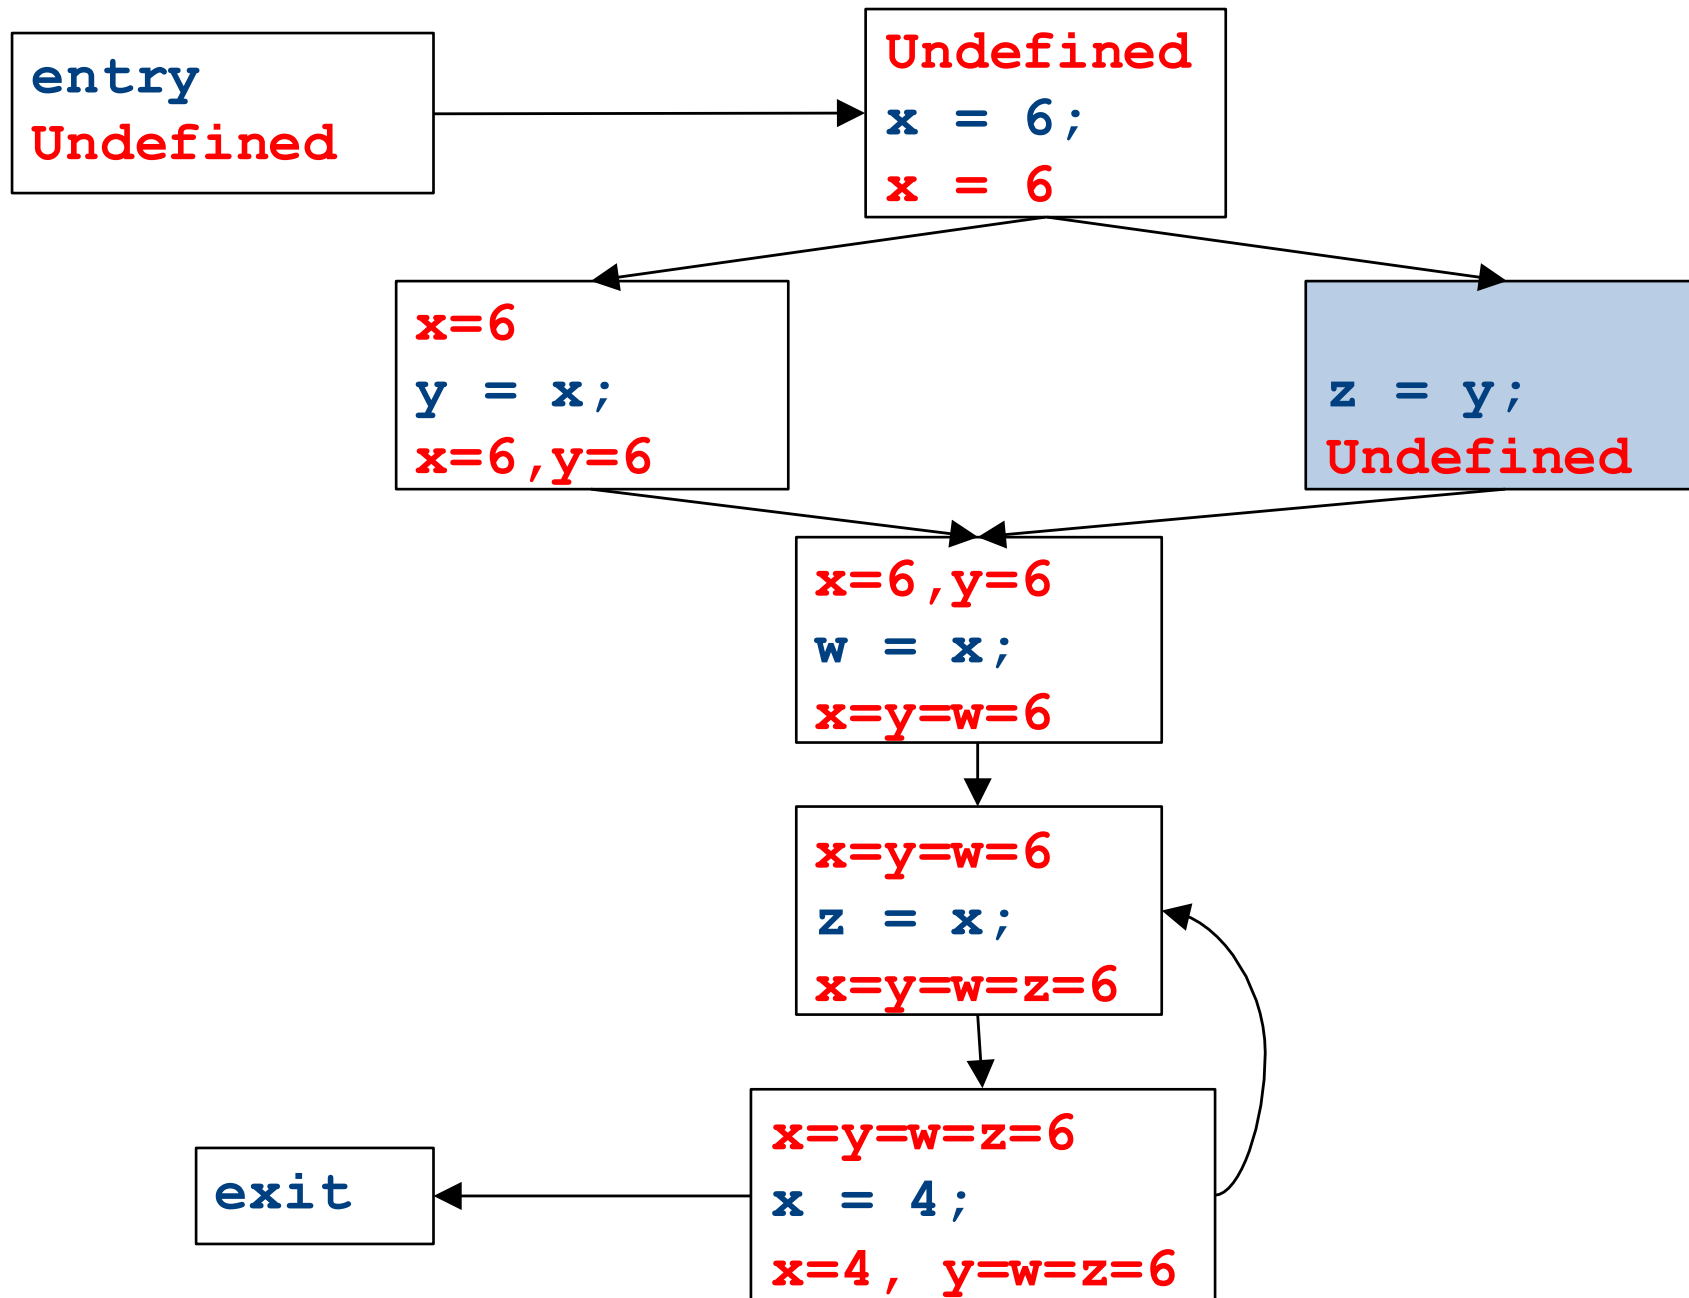 entry
Undefined
Undefined
x = 6;
x = 6
x=6
y = x;
x=6,y=6
z = y;
Undefined
x=6,y=6
w = x;
x=y=w=6
x=y=w=6
z = x;
x=y=w=z=6
x=y=w=z=6
x = 4;
x=4, y=w=z=6
exit